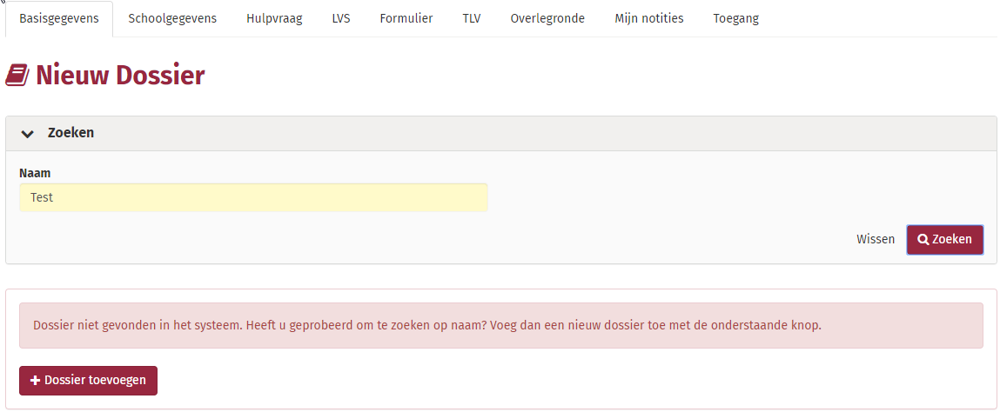 Basisgegevens Schoolgegevens Hulpvraag LVS Formulier TLV Overlegronde Mijn notities Toegang
Nieuw Dossier
Zoeken
Naam
Test
Wissen Zoeken
Dossier niet gevonden in het systeem. Heeft u geprobeerd om te zoeken op naam? Voeg dan een nieuw dossier toe met de onderstaande knop.
Dossier toevoegen